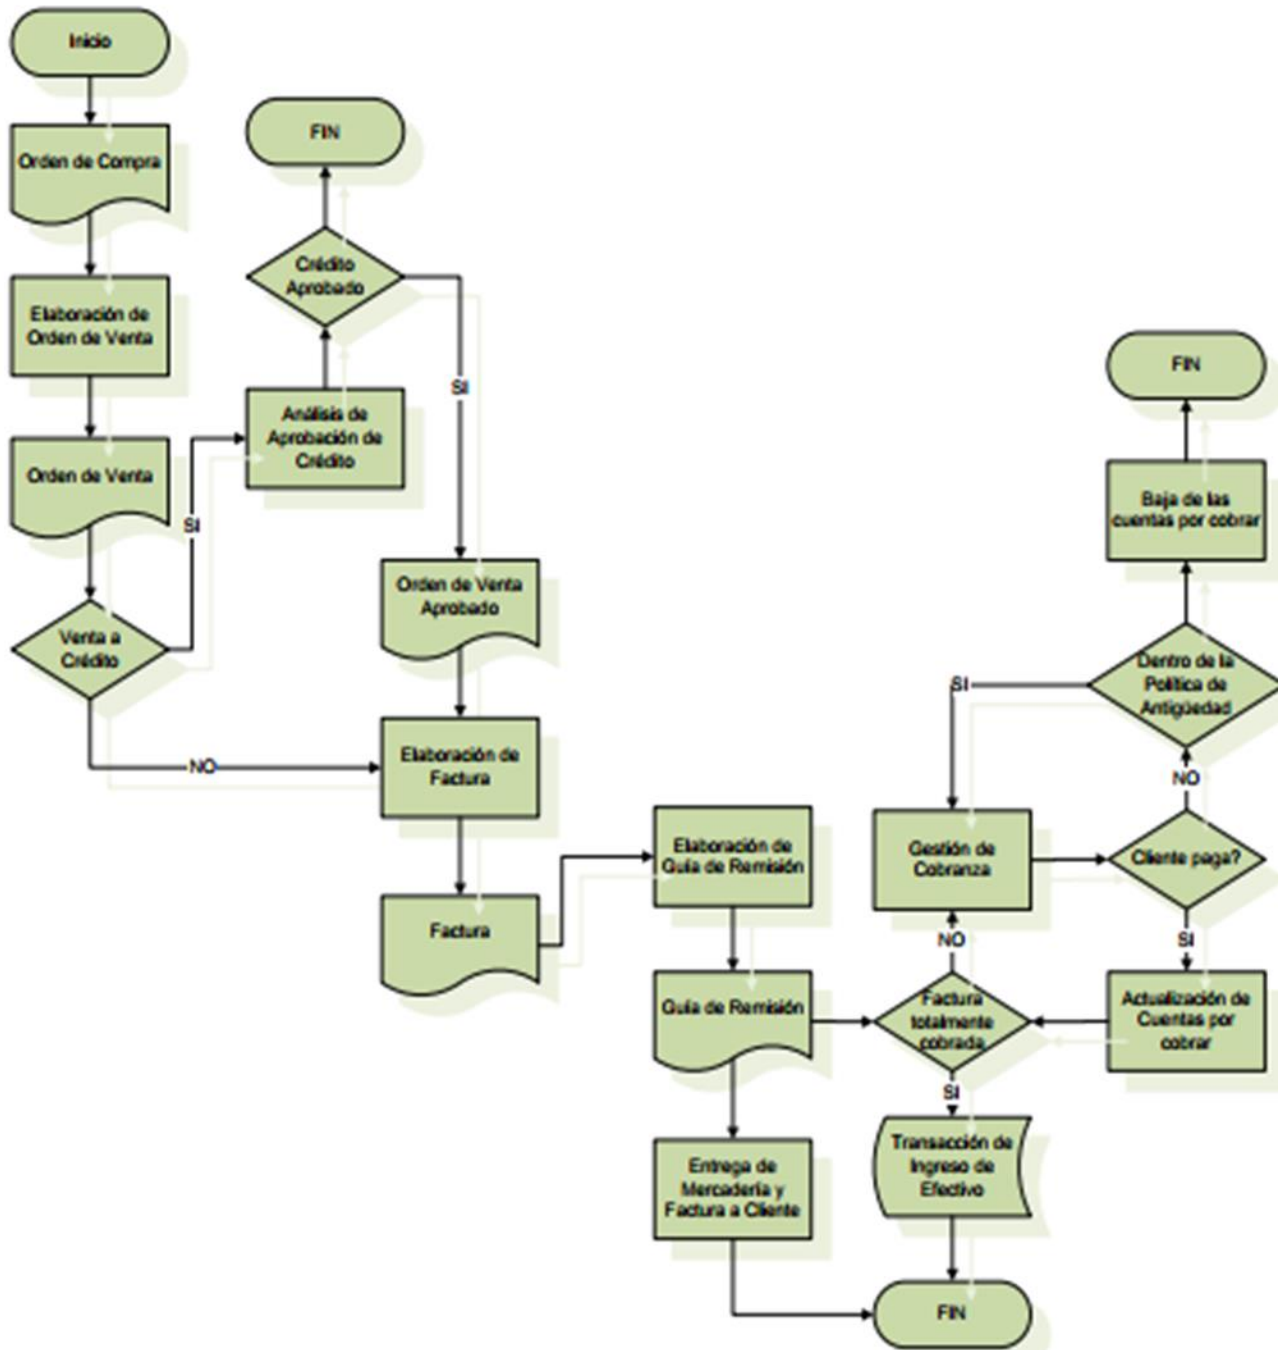 Inicio
Orden de Compra
Elaboración de
Orden de Venta
Orden de Venta
Venta a
Crédito
SI
NO
FIN
Crédito
Aprobado
Análisis de
Aprobación de
Crédito
SI
Orden de Venta
Aprobado
Elaboración de
Factura
Factura
Elaboración de
Guía de Remisión
Guía de Remisión
Entrega de
Mercadería y
Factura a Cliente
FIN
Baja de las
cuentas por cobrar
Dentro de la
Política de
Antigüedad
SI
NO
Gestión de
Cobranza
Cliente paga?
NO
SI
Factura
totalmente
cobrada
Actualización de
Cuentas por
cobrar
SI
Transacción de
Ingreso de
Efectivo
FIN